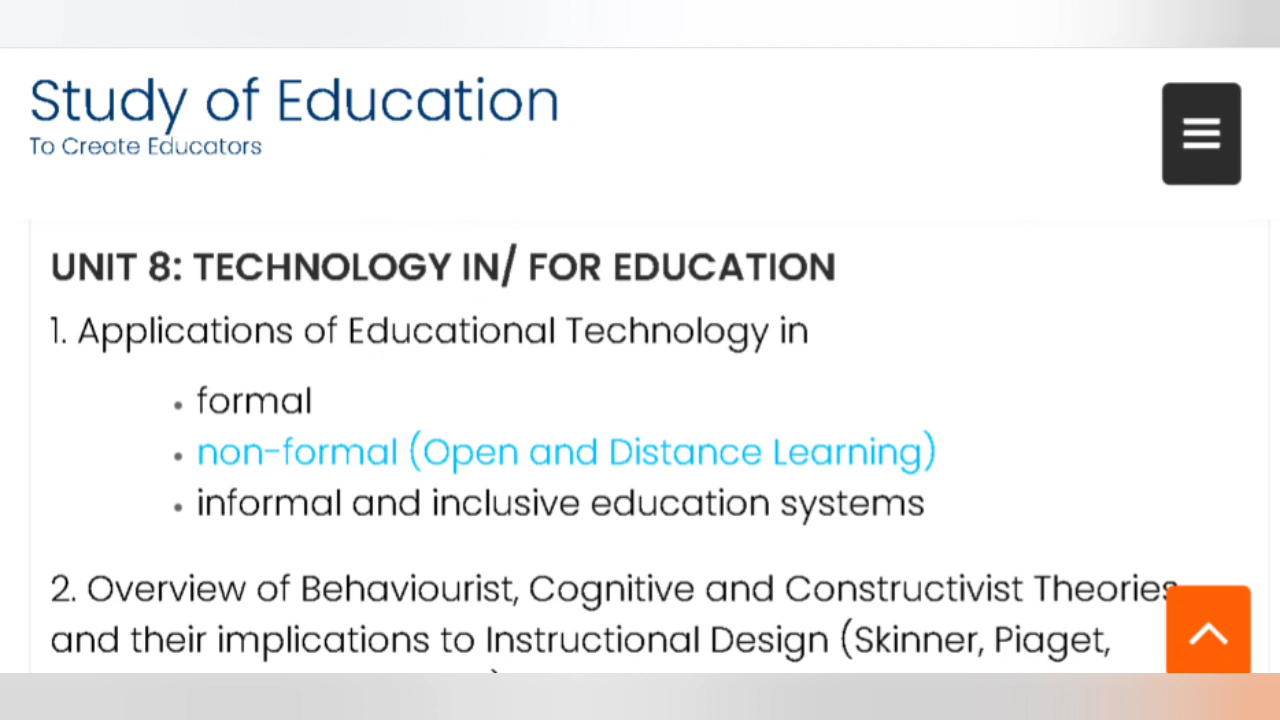 Study of Education
To Create Educators
UNIT 8: TECHNOLOGY IN/ FOR EDUCATION
1. Applications of Educational Technology in
• formal
• non-formal (Open and Distance Learning)
• informal and inclusive education systems
2. Overview of Behaviourist, Cognitive and Constructivist Theories
and their implications to Instructional Design (Skinner, Piaget,